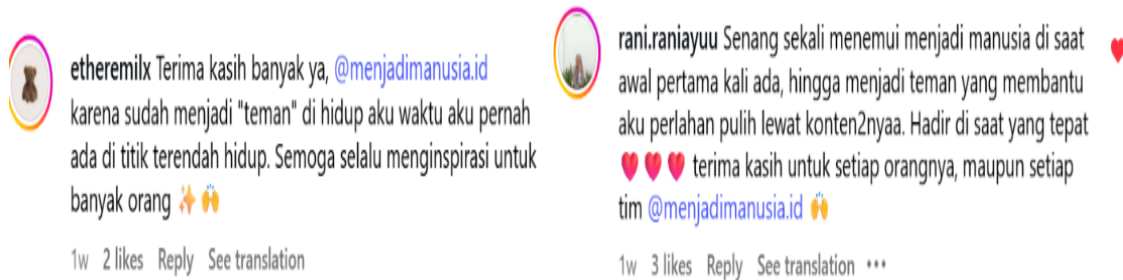 etheremilx Terima kasih banyak ya, @menjadimanusia.id
karena sudah menjadi "teman" di hidup aku waktu aku pernah
ada di titik terendah hidup. Semoga selalu menginspirasi untuk
banyak orang ✨ 🙌
1w 2 likes Reply See translation
rani.raniayuu Senang sekali menemui menjadi manusia di saat
awal pertama kali ada, hingga menjadi teman yang membantu
aku perlahan pulih lewat konten2nyaa. Hadir di saat yang tepat
❤️ ❤️ ❤️ terima kasih untuk setiap orangnya, maupun setiap
tim @menjadimanusia.id 🙌
1w 3 likes Reply See translation •••